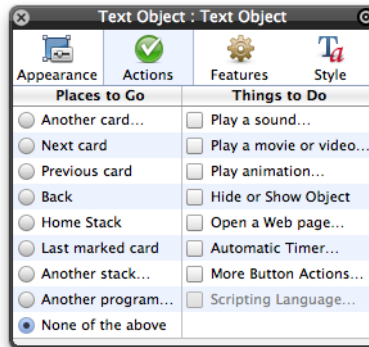 Text Object : Text Object
Appearance Actions Features Style
Places to Go Things to Do
Another card... Play a sound...
Next card Play a movie or video...
Previous card Play animation...
Back Hide or Show Object
Home Stack Open a Web page...
Last marked card Automatic Timer...
Another stack... More Button Actions...
Another program... Scripting Language...
None of the above